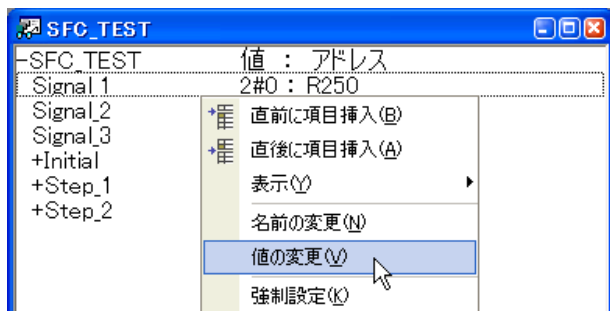 SFC_TEST
-SFC_TEST 値 : アドレス
Signal 1 2#0 : R250
Signal_2
Signal_3
+Initial
+Step_1
+Step_2
直前に項目挿入(B)
直後に項目挿入(A)
表示(Y)
名前の変更(N)
値の変更(V)
強制設定(K)